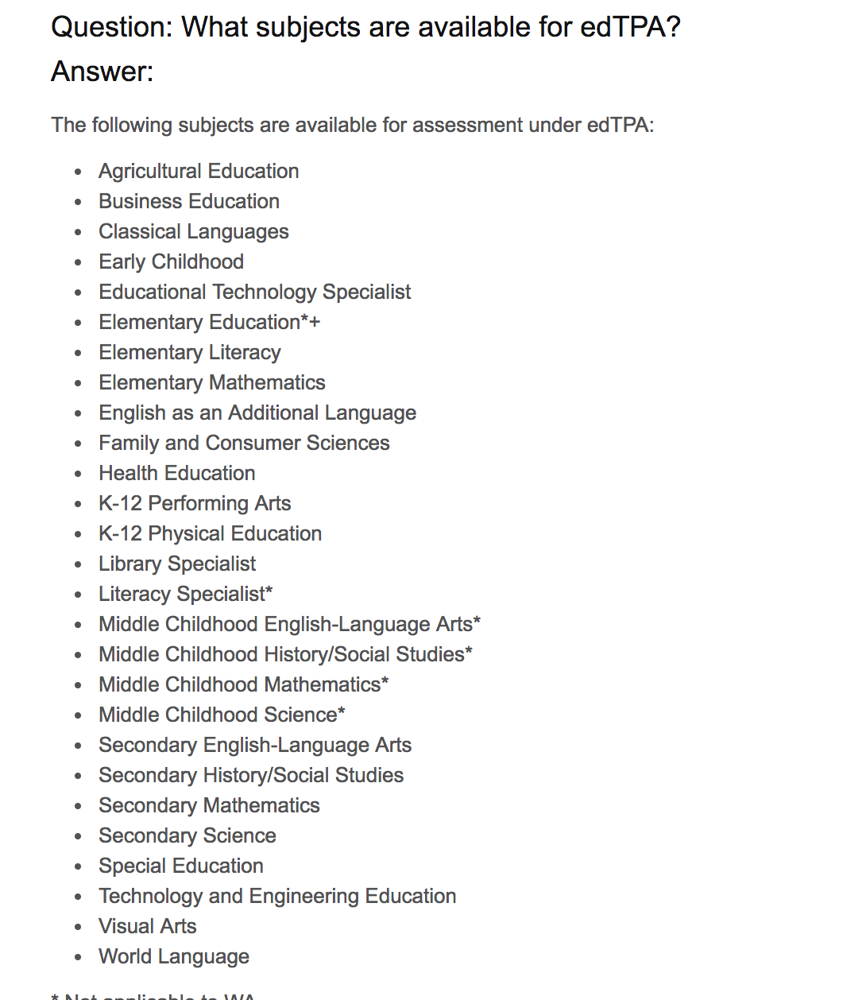 Question: What subjects are available for edTPA?
Answer:
The following subjects are available for assessment under edTPA:
• Agricultural Education
• Business Education
• Classical Languages
• Early Childhood
• Educational Technology Specialist
• Elementary Education*+
• Elementary Literacy
• Elementary Mathematics
• English as an Additional Language
• Family and Consumer Sciences
• Health Education
• K-12 Performing Arts
• K-12 Physical Education
• Library Specialist
• Literacy Specialist*
• Middle Childhood English-Language Arts*
• Middle Childhood History/Social Studies*
• Middle Childhood Mathematics*
• Middle Childhood Science*
• Secondary English-Language Arts
• Secondary History/Social Studies
• Secondary Mathematics
• Secondary Science
• Special Education
• Technology and Engineering Education
• Visual Arts
• World Language
* Not applicable to WA